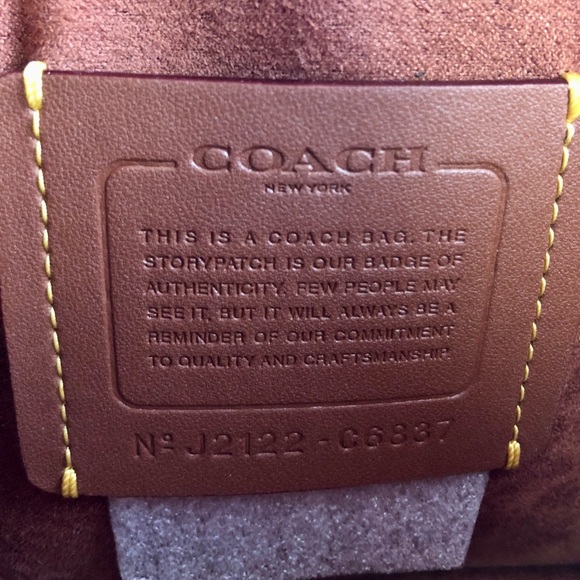 COACH
NEW YORK
THIS IS A COACH BAG. THE
STORYPATCH IS OUR BADGE OF
AUTHENTICITY. FEW PEOPLE MAY
SEE IT, BUT IT WILL ALWAYS BE A
REMINDER OF OUR COMMITMENT
TO QUALITY AND CRAFTSMANSHIP.
Nº J2122-C6837